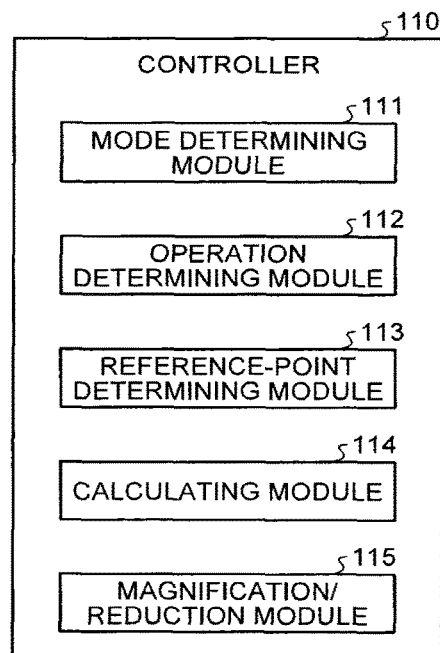 110
CONTROLLER
111
MODE DETERMINING
MODULE
112
OPERATION
DETERMINING MODULE
113
REFERENCE-POINT
DETERMINING MODULE
114
CALCULATING MODULE
115
MAGNIFICATION/
REDUCTION MODULE